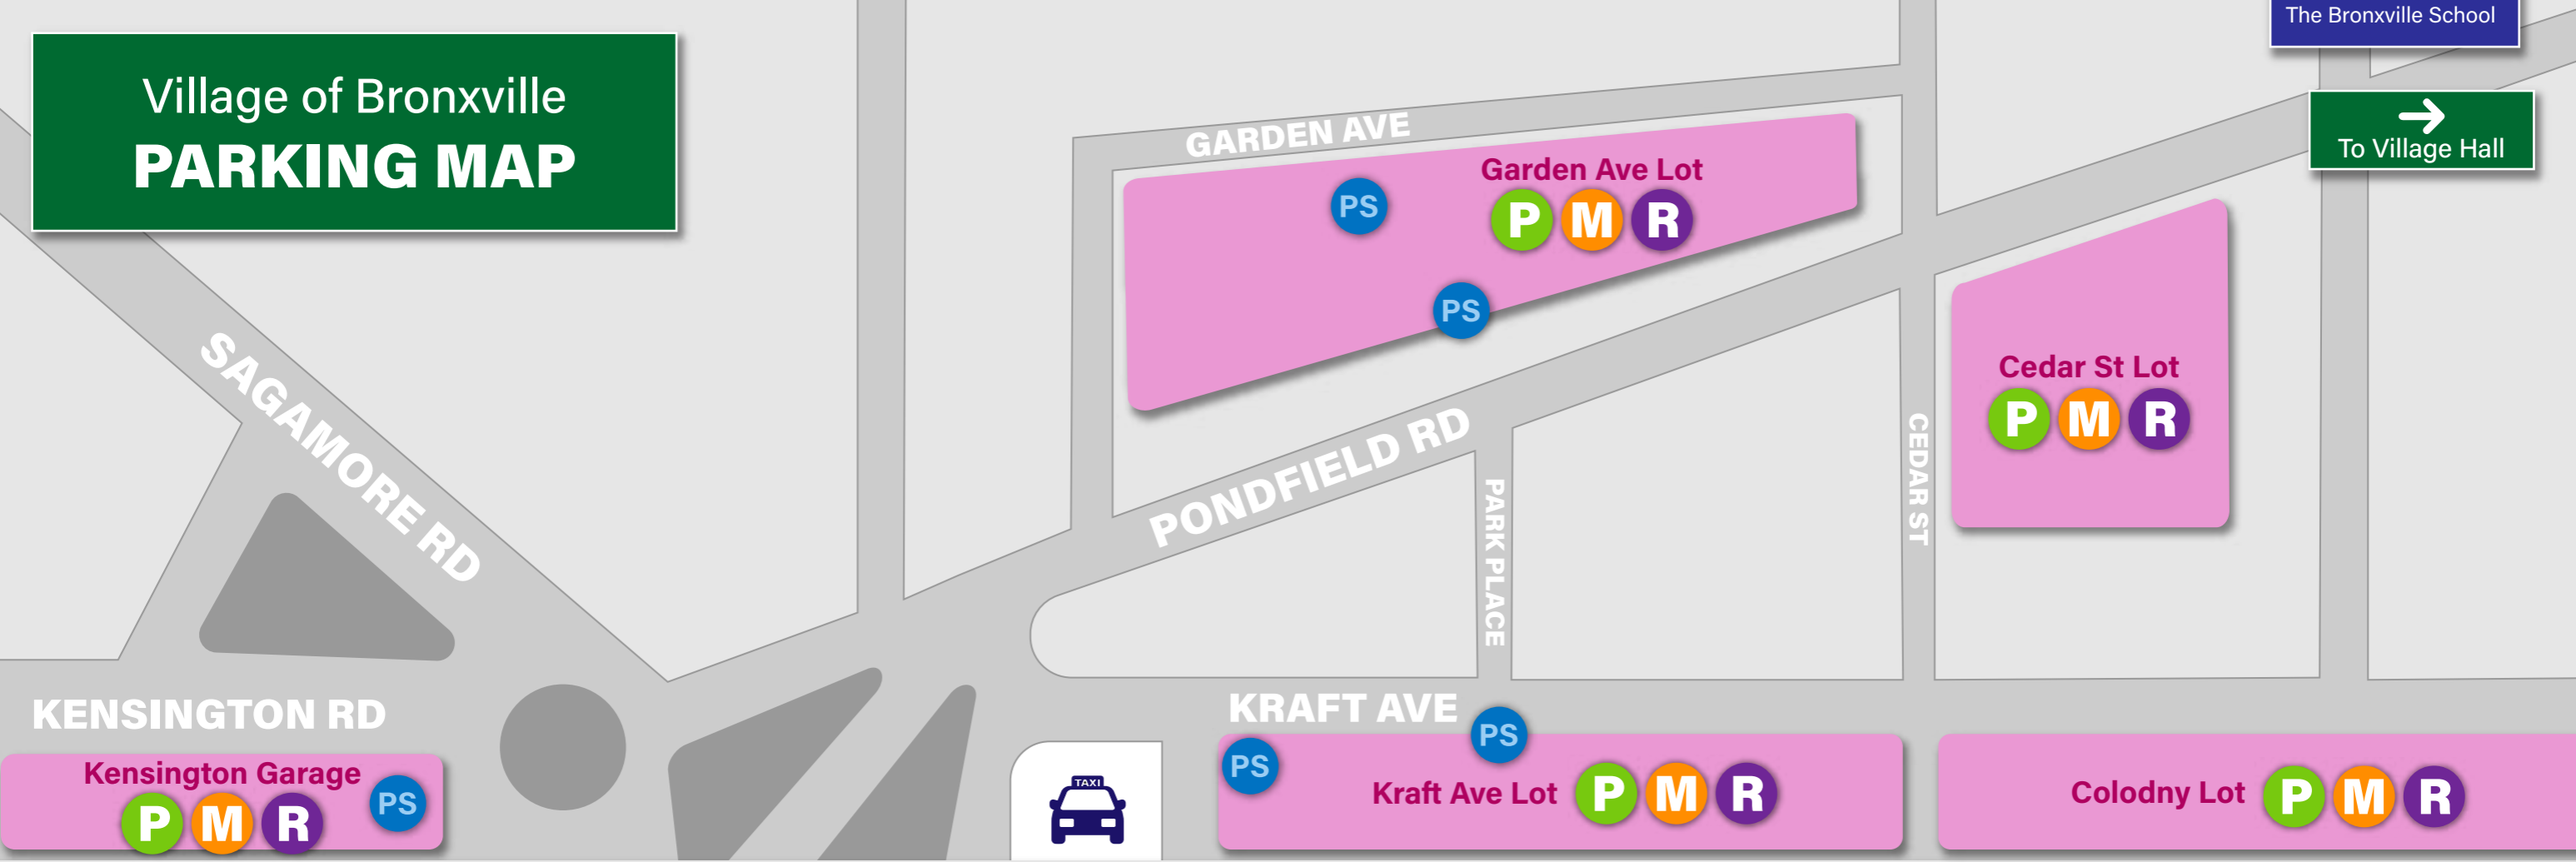 The Bronxville School
Village of Bronxville
PARKING MAP
To Village Hall
GARDEN AVE
Garden Ave Lot
PS
P M R
PS
Cedar St Lot
P M R
SAGAMORE RD
PONDFIELD RD
PARK PLACE
CEDAR ST
KENSINGTON RD
KRAFT AVE
Kensington Garage
P M R
PS
TAXI
PS
PS
Kraft Ave Lot P M R
Colodny Lot P M R